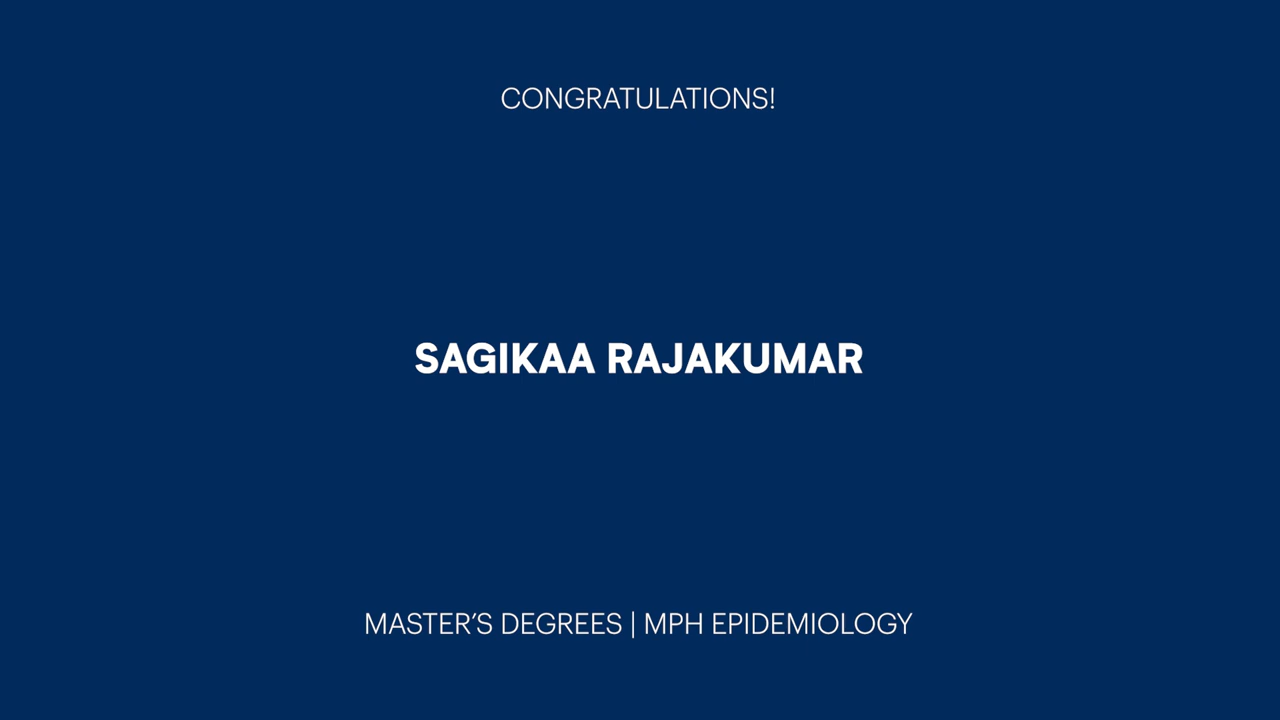 CONGRATULATIONS!
SAGIKAA RAJAKUMAR
MASTER’S DEGREES | MPH EPIDEMIOLOGY